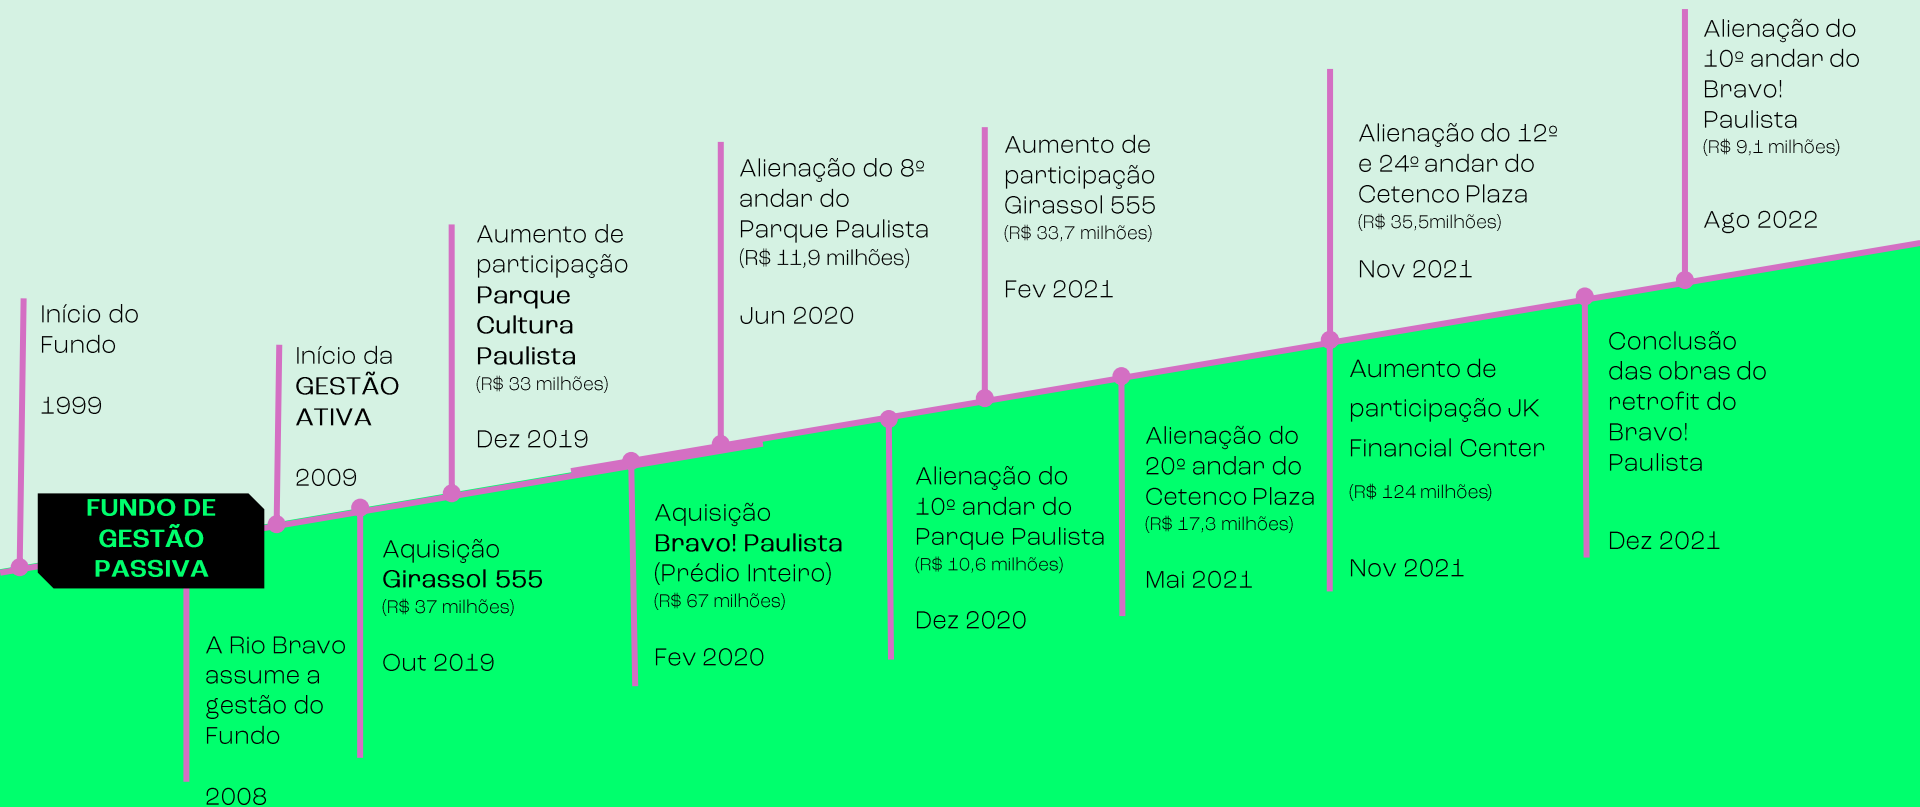 Início do
Fundo
1999
FUNDO DE
GESTÃO
PASSIVA
A Rio Bravo
assume a
gestão do
Fundo
2008
Início da
GESTÃO
ATIVA
2009
Aquisição
Girassol 555
(R$ 37 milhões)
Out 2019
Aumento de
participação
Parque
Cultura
Paulista
(R$ 33 milhões)
Dez 2019
Aquisição
Bravo! Paulista
(Prédio Inteiro)
(R$ 67 milhões)
Fev 2020
Alienação do 8º
andar do
Parque Paulista
(R$ 11,9 milhões)
Jun 2020
Alienação do
10º andar do
Parque Paulista
(R$ 10,6 milhões)
Dez 2020
Aumento de
participação
Girassol 555
(R$ 33,7 milhões)
Fev 2021
Alienação do
20º andar do
Cetenco Plaza
(R$ 17,3 milhões)
Mai 2021
Alienação do 12º
e 24º andar do
Cetenco Plaza
(R$ 35,5milhões)
Nov 2021
Aumento de
participação JK
Financial Center
(R$ 124 milhões)
Nov 2021
Conclusão
das obras do
retrofit do
Bravo!
Paulista
Dez 2021
Alienação do
10º andar do
Bravo!
Paulista
(R$ 9,1 milhões)
Ago 2022